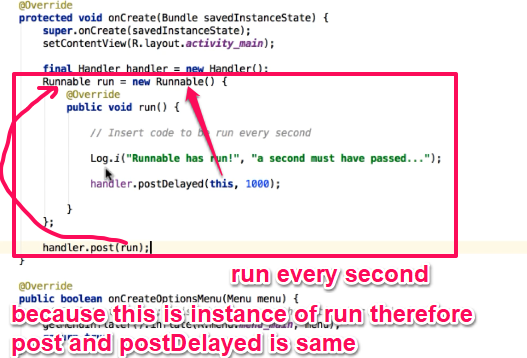 @Override
protected void onCreate(Bundle savedInstanceState) {
super.onCreate(savedInstanceState);
setContentView(R.layout.activity_main);
final Handler handler = new Handler();
Runnable run = new Runnable() {
@Override
public void run() {
// Insert code to be run every second
Log.i("Runnable has run!", "a second must have passed...");
handler.postDelayed(this, 1000);
}
};
handler.post(run);
}
run every second
@Override
public boolean onCreateOptionsMenu(Menu menu) {
because this is instance of run therefore
post and postDelayed is same